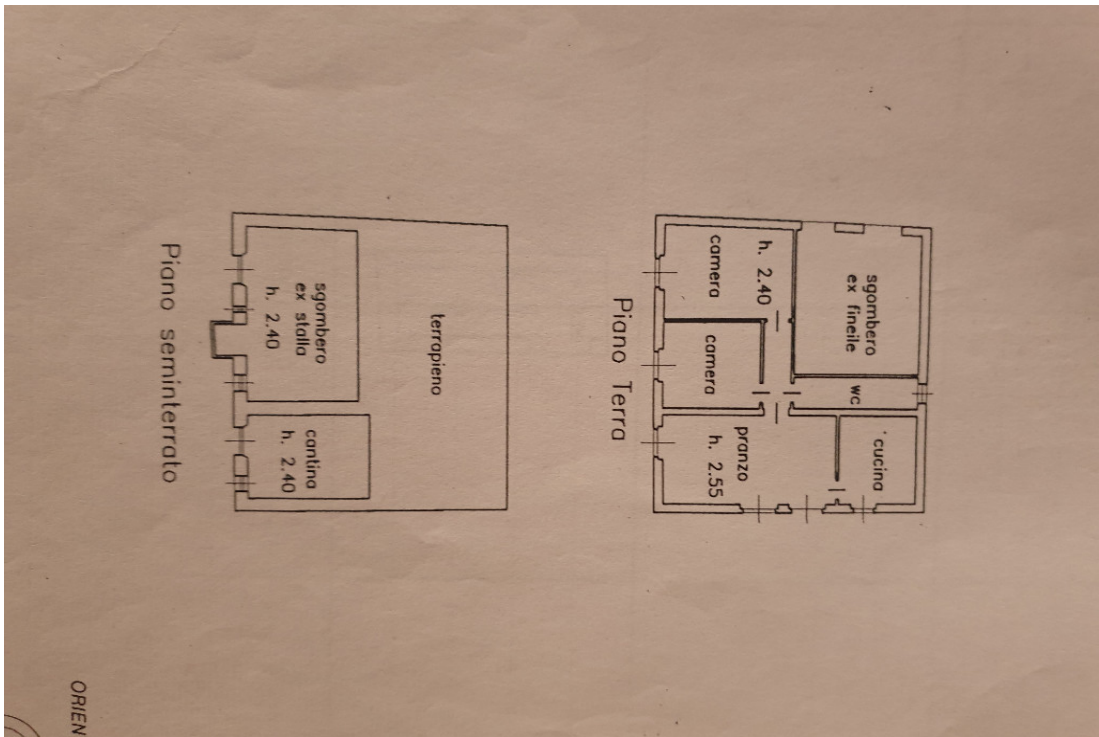 sgombero
ex fineile
wc
cucina
h. 2.40
camera
camera
pranzo
h. 2.55
Piano Terra
terrapieno
sgombero
ex stalla
h. 2.40
cantina
h. 2.40
Piano seminterrato
ORIEN